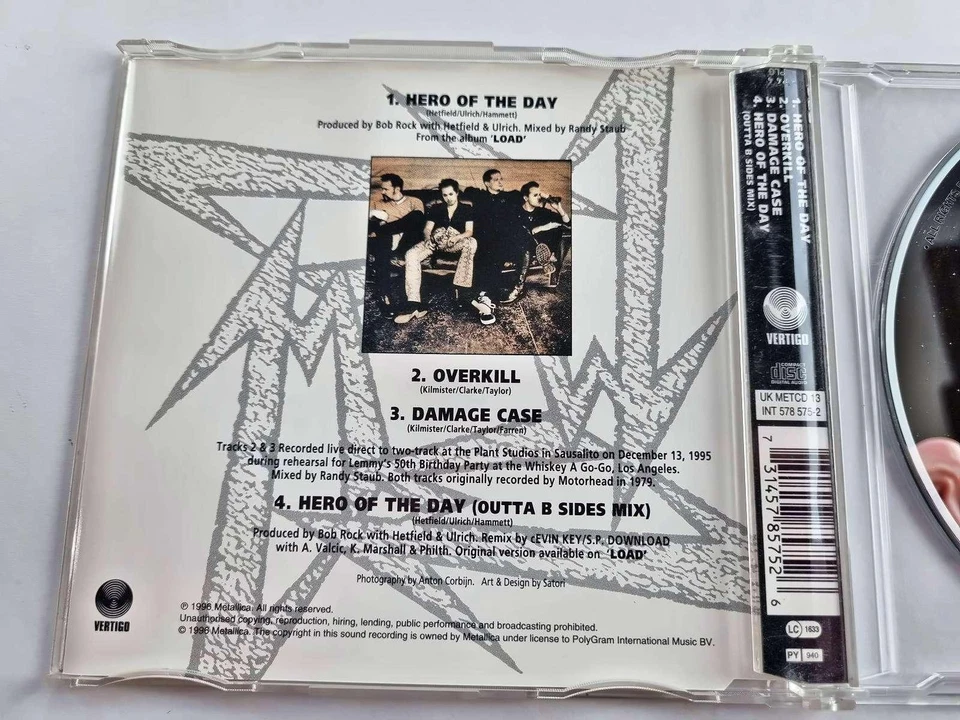 1. HERO OF THE DAY
(Hetfield/Ulrich/Hammett)
Produced by Bob Rock with Hetfield & Ulrich. Mixed by Randy Staub
From the album 'LOAD'
2. OVERKILL
(Kilmister/Clarke/Taylor)
3. DAMAGE CASE
(Kilmister/Clarke/Taylor/Farren)
Tracks 2 & 3 Recorded live direct to two-track at the Plant Studios in Sausalito on December 13, 1995
during rehearsal for Lemmy's 50th Birthday Party at the Whiskey A Go-Go, Los Angeles.
Mixed by Randy Staub. Both tracks originally recorded by Motorhead in 1979.
4. HERO OF THE DAY (OUTTA B SIDES MIX)
(Hetfield/Ulrich/Hammett)
Produced by Bob Rock with Hetfield & Ulrich. Remix by cEVIN KEY/S.P. DOWNLOAD
with A. Valcic, K. Marshall & Philth. Original version available on 'LOAD'
Photography by Anton Corbijn. Art & Design by Satori
VERTIGO
℗ 1996 Metallica. All rights reserved.
Unauthorised copying, reproduction, hiring, lending, public performance and broadcasting prohibited.
© 1996 Metallica. The copyright in this sound recording is owned by Metallica under license to PolyGram International Music BV.
1. HERO OF THE DAY
2. OVERKILL
3. DAMAGE CASE
4. HERO OF THE DAY
(OUTTA B SIDES MIX)
VERTIGO
COMPACT
disc
DIGITAL AUDIO
UK METCD 13
INT 578 575-2
7 31457 85752 6
LC 1633
PY 940
ALL RIGHTS